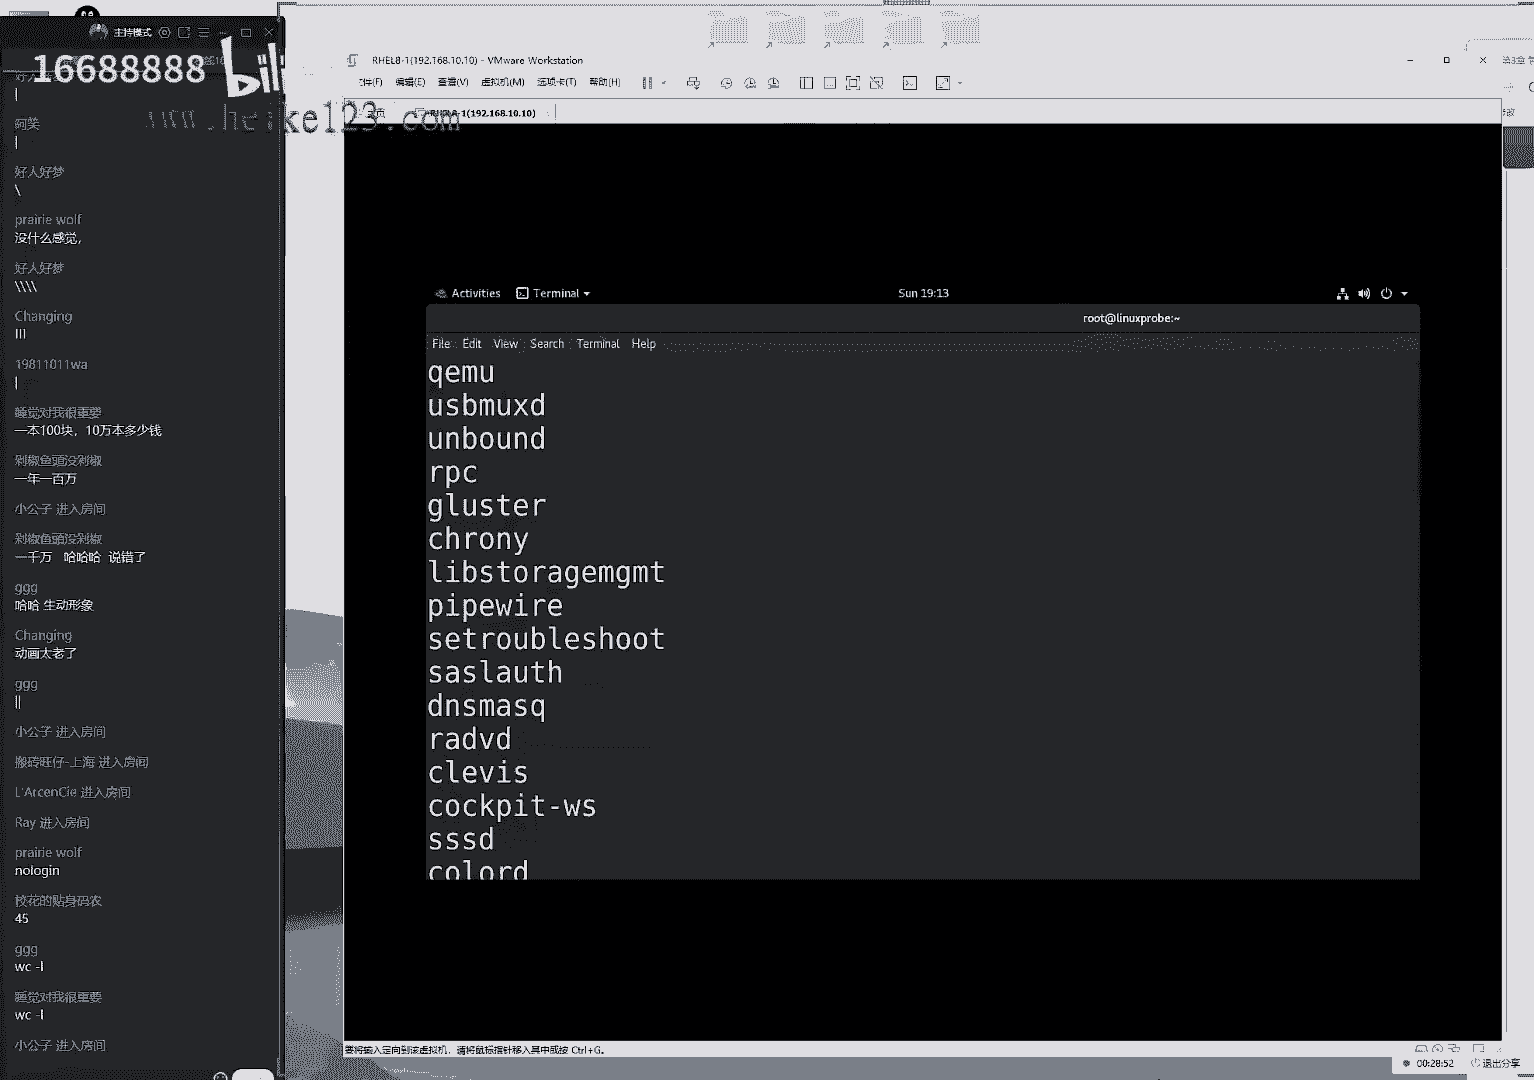 主持模式
16688888 bili
www.heike123.com
阿笑
|
好人好梦
\
prairie wolf
没什么感觉,
好人好梦
\\\\
Changing
|||
19811011wa
|
睡觉对我很重要
一本100块,10万本多少钱
剁椒鱼頭没剁椒
一年一百万
小公子 进入房间
剁椒鱼頭没剁椒
一千万 哈哈哈 说错了
ggg
哈哈 生动形象
Changing
动画太老了
ggg
||
小公子 进入房间
搬砖旺仔-上海 进入房间
L'ArcenCie 进入房间
Ray 进入房间
prairie wolf
nologin
校花的贴身码农
45
ggg
wc -l
睡觉对我很重要
wc -l
小公子 进入房间
RHEL8-1(192.168.10.10) - VMware Workstation
件(F) 编辑(E) 查看(V) 虚拟机(M) 选项卡(T) 帮助(H)
RHEL8-1(192.168.10.10)
Activities Terminal Sun 19:13
root@linuxprobe:~
File Edit View Search Terminal Help
qemu
usbmuxd
unbound
rpc
gluster
chrony
libstoragemgmt
pipewire
setroubleshoot
saslauth
dnsmasq
radvd
clevis
cockpit-ws
sssd
colord
要将输入定向到该虚拟机,请将鼠标指针移入其中或按 Ctrl+G。
00:28:52 退出分享